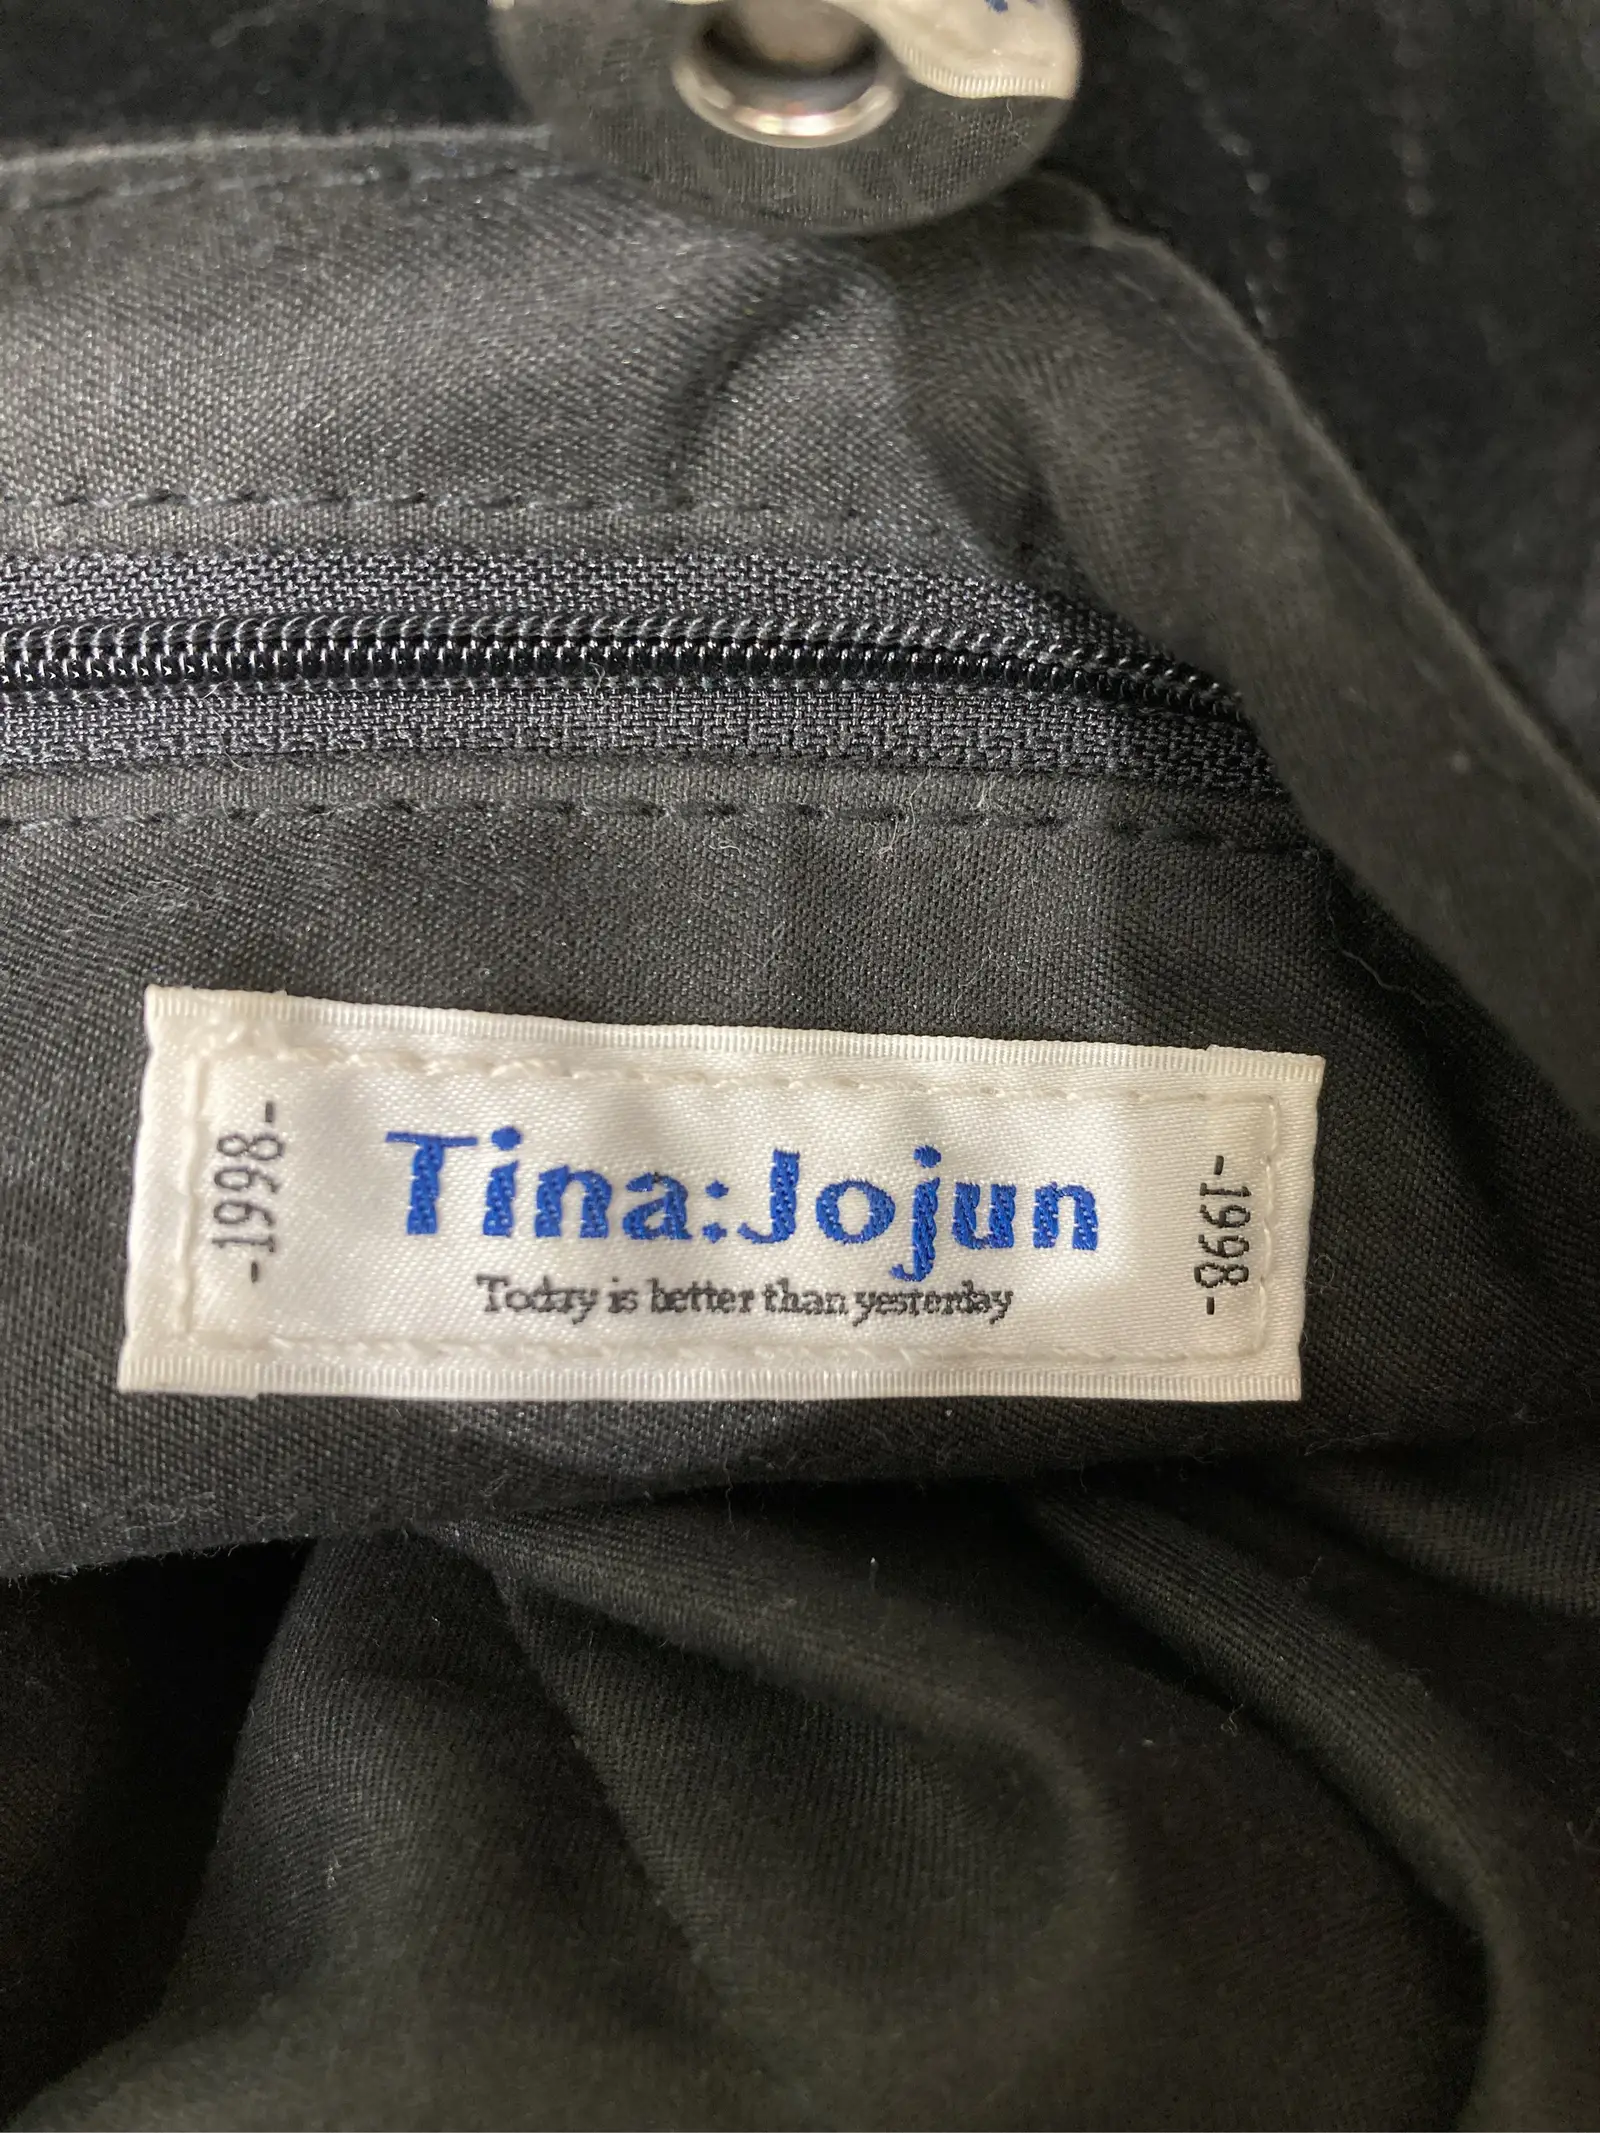 -1998-
Tina:Jojun
Today is better than yesterday
-1998-